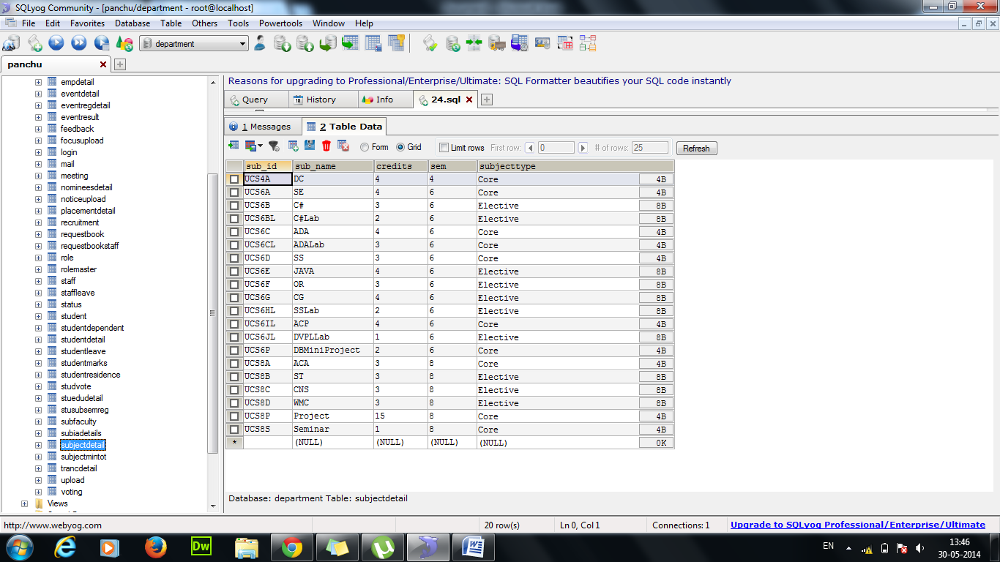 SQLyog Community - [panchu/department - root@localhost]
File Edit Favorites Database Table Others Tools Powertools Window Help
department
panchu
Reasons for upgrading to Professional/Enterprise/Ultimate: SQL Formatter beautifies your SQL code instantly
Query History Info 24.sql
1 Messages 2 Table Data
Form Grid Limit rows First row: 0 # of rows: 25 Refresh
empdetail
eventdetail
eventregdetail
eventresult
feedback
focusupload
login
mail
meeting
nomineesdetail
noticeupload
placementdetail
recruitment
requestbook
requestbookstaff
role
rolemaster
staff
staffleave
status
student
studentdependent
studentdetail
studentleave
studentmarks
studentresidence
studvote
stuedudetail
stusubsemreg
subfaculty
subiadetails
subjectdetail
subjectmintot
trancdetail
upload
voting
Views
sub_id sub_name credits sem subjecttype
UCS4A DC 4 4 Core 4B
UCS6A SE 4 6 Core 4B
UCS6B C# 3 6 Elective 8B
UCS6BL C#Lab 2 6 Elective 8B
UCS6C ADA 4 6 Core 4B
UCS6CL ADALab 3 6 Core 4B
UCS6D SS 3 6 Core 4B
UCS6E JAVA 4 6 Elective 8B
UCS6F OR 3 6 Elective 8B
UCS6G CG 4 6 Elective 8B
UCS6HL SSLab 2 6 Elective 8B
UCS6IL ACP 4 6 Core 4B
UCS6JL DVPLLab 1 6 Elective 8B
UCS6P DBMiniProject 2 6 Core 4B
UCS8A ACA 3 8 Core 4B
UCS8B ST 3 8 Elective 8B
UCS8C CNS 3 8 Elective 8B
UCS8D WMC 3 8 Elective 8B
UCS8P Project 15 8 Core 4B
UCS8S Seminar 1 8 Core 4B
* (NULL) (NULL) (NULL) (NULL) 0K
Database: department Table: subjectdetail
http://www.webyog.com 20 row(s) Ln 0, Col 1 Connections: 1 Upgrade to SQLyog Professional/Enterprise/Ultimate
Dw
EN 13:46
30-05-2014